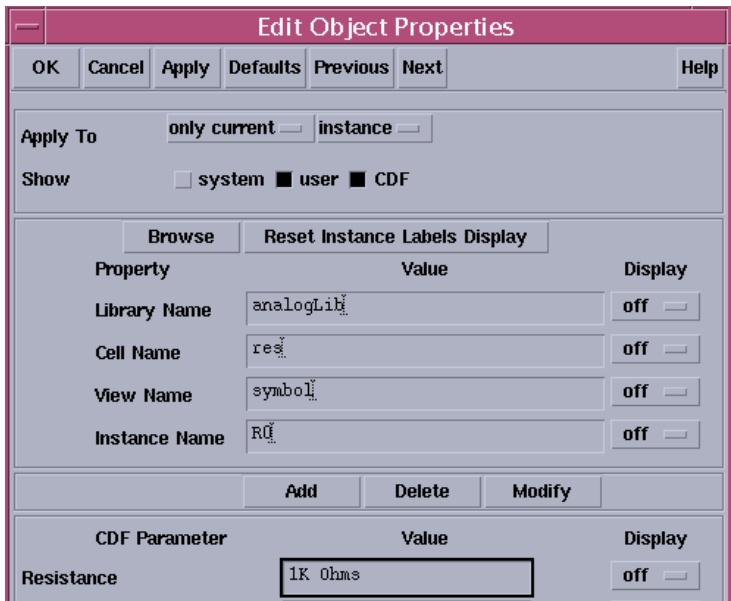 Edit Object Properties
OK Cancel Apply Defaults Previous Next Help
Apply To only current instance
Show system user CDF
Browse Reset Instance Labels Display
Property Value Display
Library Name analogLib off
Cell Name res off
View Name symbol off
Instance Name R0 off
Add Delete Modify
CDF Parameter Value Display
Resistance 1K Ohms off